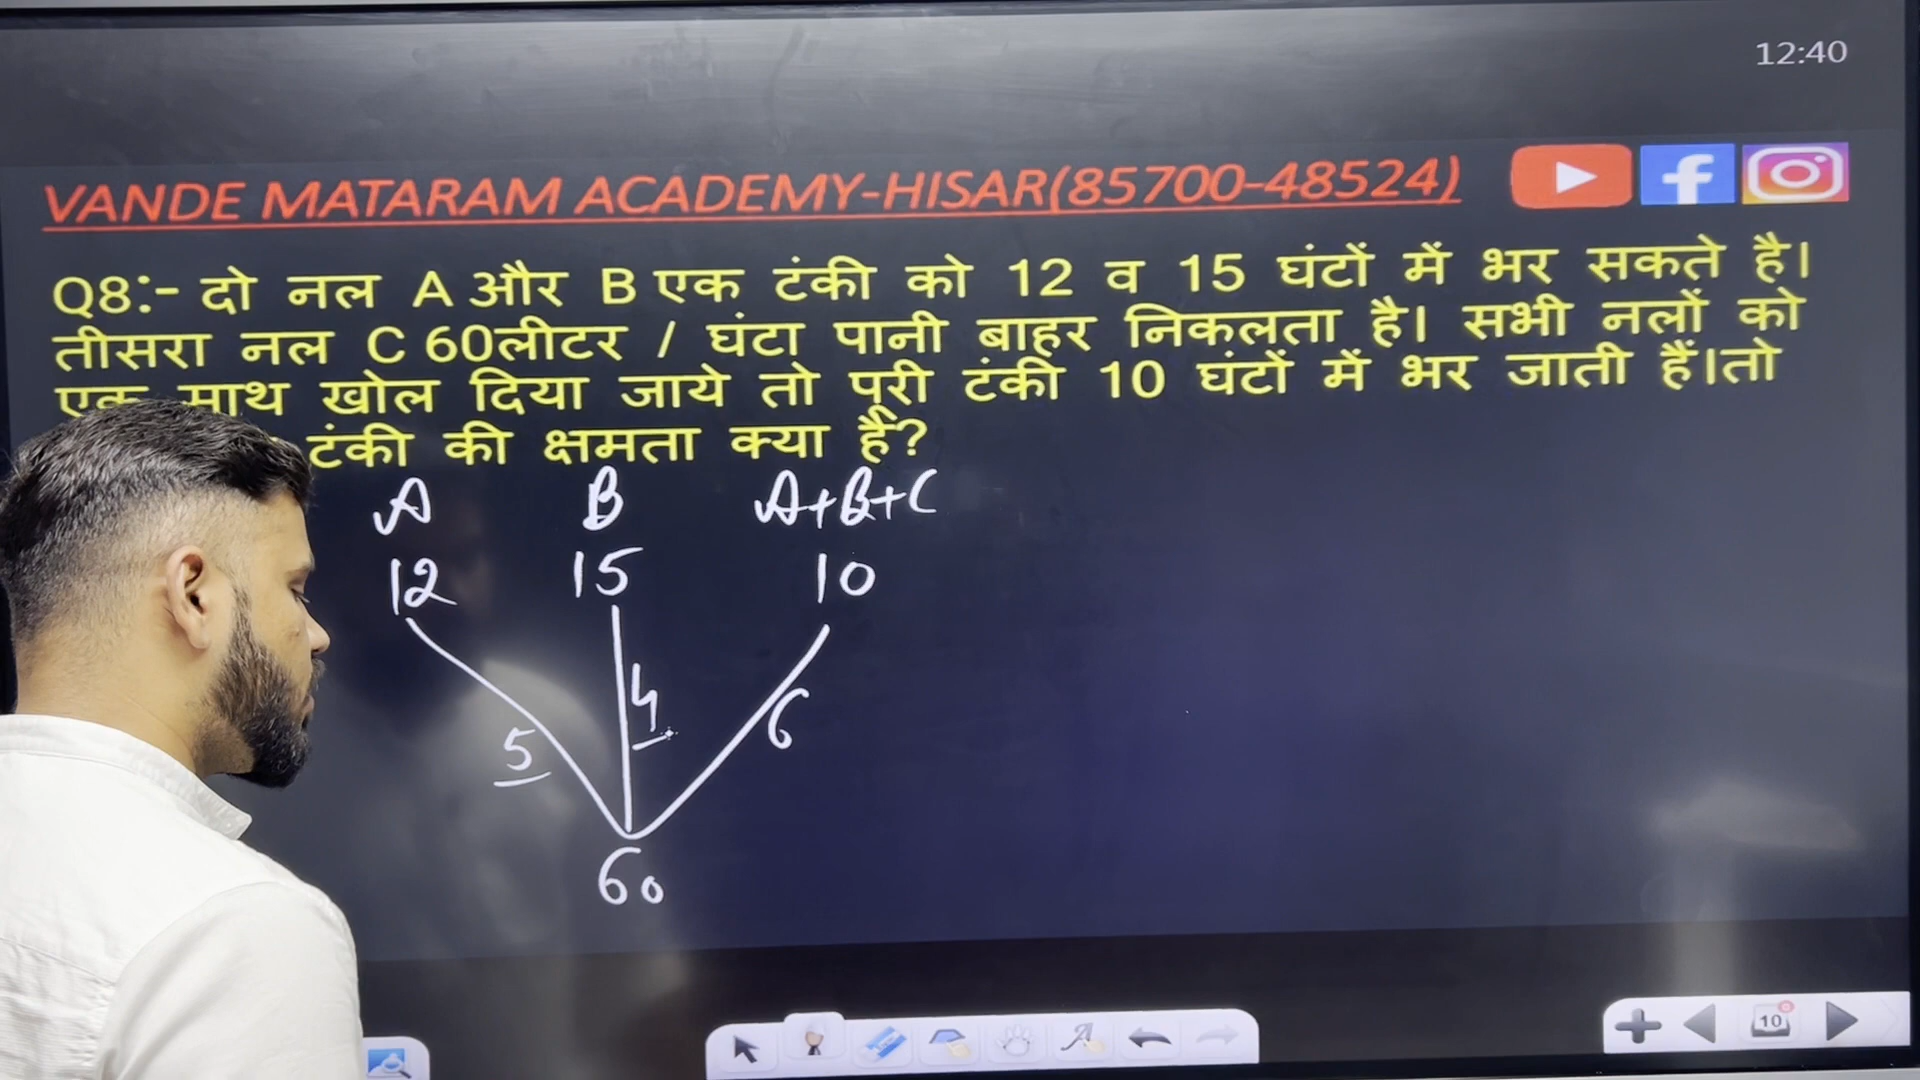 12:40
VANDE MATARAM ACADEMY-HISAR(85700-48524)
Q8:- दो नल A और B एक टंकी को 12 व 15 घंटों में भर सकते है।
तीसरा नल C 60लीटर / घंटा पानी बाहर निकलता है। सभी नलों को
एक साथ खोल दिया जाये तो पूरी टंकी 10 घंटों में भर जाती हैं।तो
टंकी की क्षमता क्या है?
A B A+B+C
12 15 10
5 4 6
60
10